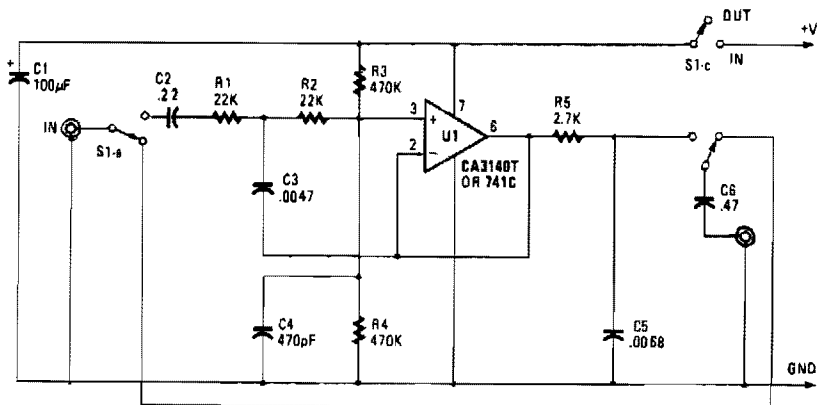 OUT
+V
S1-c
IN
+
C1
100µF
C2
.22
R1
22K
R2
22K
R3
470K
IN
S1-a
3
+
7
6
U1
2
−
CA3140T
OR 741C
R5
2.7K
C3
.0047
C6
.47
C4
470pF
R4
470K
C5
.0068
GND